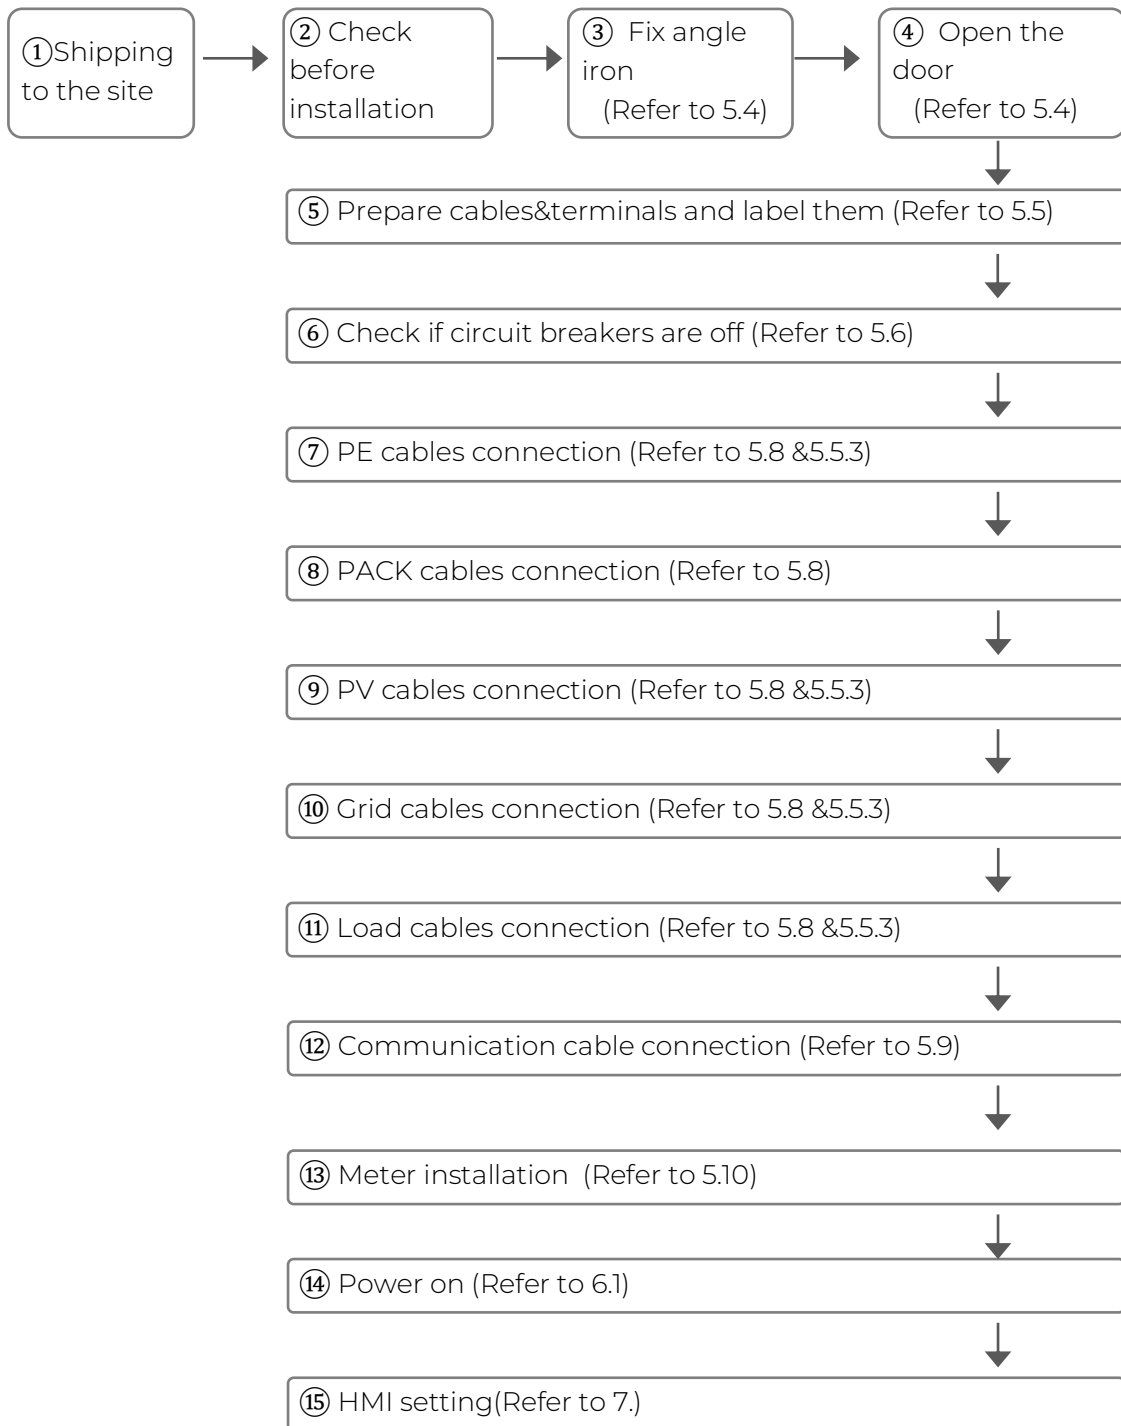 ①Shipping
to the site
② Check
before
installation
③ Fix angle
iron
(Refer to 5.4)
④ Open the
door
(Refer to 5.4)
⑤ Prepare cables&terminals and label them (Refer to 5.5)
⑥ Check if circuit breakers are off (Refer to 5.6)
⑦ PE cables connection (Refer to 5.8 &5.5.3)
⑧ PACK cables connection (Refer to 5.8)
⑨ PV cables connection (Refer to 5.8 &5.5.3)
⑩ Grid cables connection (Refer to 5.8 &5.5.3)
⑪ Load cables connection (Refer to 5.8 &5.5.3)
⑫ Communication cable connection (Refer to 5.9)
⑬ Meter installation (Refer to 5.10)
⑭ Power on (Refer to 6.1)
⑮ HMI setting(Refer to 7.)